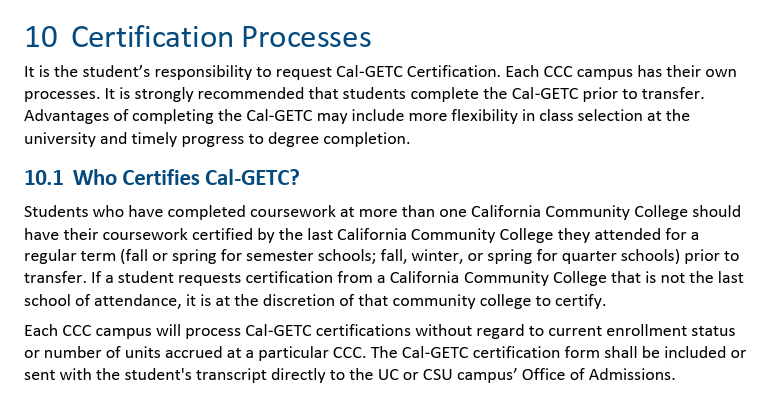 10 Certification Processes
It is the student’s responsibility to request Cal-GETC Certification. Each CCC campus has their own
processes. It is strongly recommended that students complete the Cal-GETC prior to transfer.
Advantages of completing the Cal-GETC may include more flexibility in class selection at the
university and timely progress to degree completion.
10.1 Who Certifies Cal-GETC?
Students who have completed coursework at more than one California Community College should
have their coursework certified by the last California Community College they attended for a
regular term (fall or spring for semester schools; fall, winter, or spring for quarter schools) prior to
transfer. If a student requests certification from a California Community College that is not the last
school of attendance, it is at the discretion of that community college to certify.
Each CCC campus will process Cal-GETC certifications without regard to current enrollment status
or number of units accrued at a particular CCC. The Cal-GETC certification form shall be included or
sent with the student's transcript directly to the UC or CSU campus’ Office of Admissions.